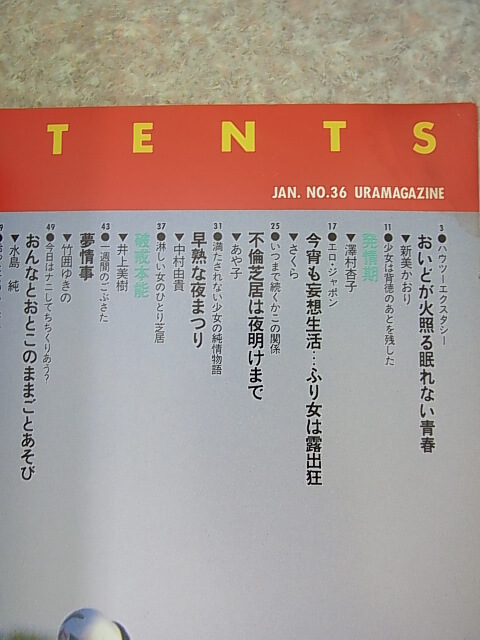 TENTS
JAN. NO.36 URAMAGAZINE
3
●ハウツーエクスタシー
おいどが火照る眠れない青春
▼新美かおり
11
●少女は背徳のあとを残した
発情期
▼澤村杏子
17
●エロ・ジャポン
今宵も妄想生活…ふり女は露出狂
▼さくら
25
●いつまで続くかこの関係
不倫芝居は夜明けまで
▼あや子
31
●満たされない少女の純情物語
早熟な夜まつり
▼中村由貴
37
●淋しい女のひとり芝居
破戒本能
▼井上美樹
43
●一週間のごぶさた
夢情事
▼竹田ゆきの
49
●今日はナニしてちちくりあう?
おんなとおとこのままごとあそび
▼水島 純